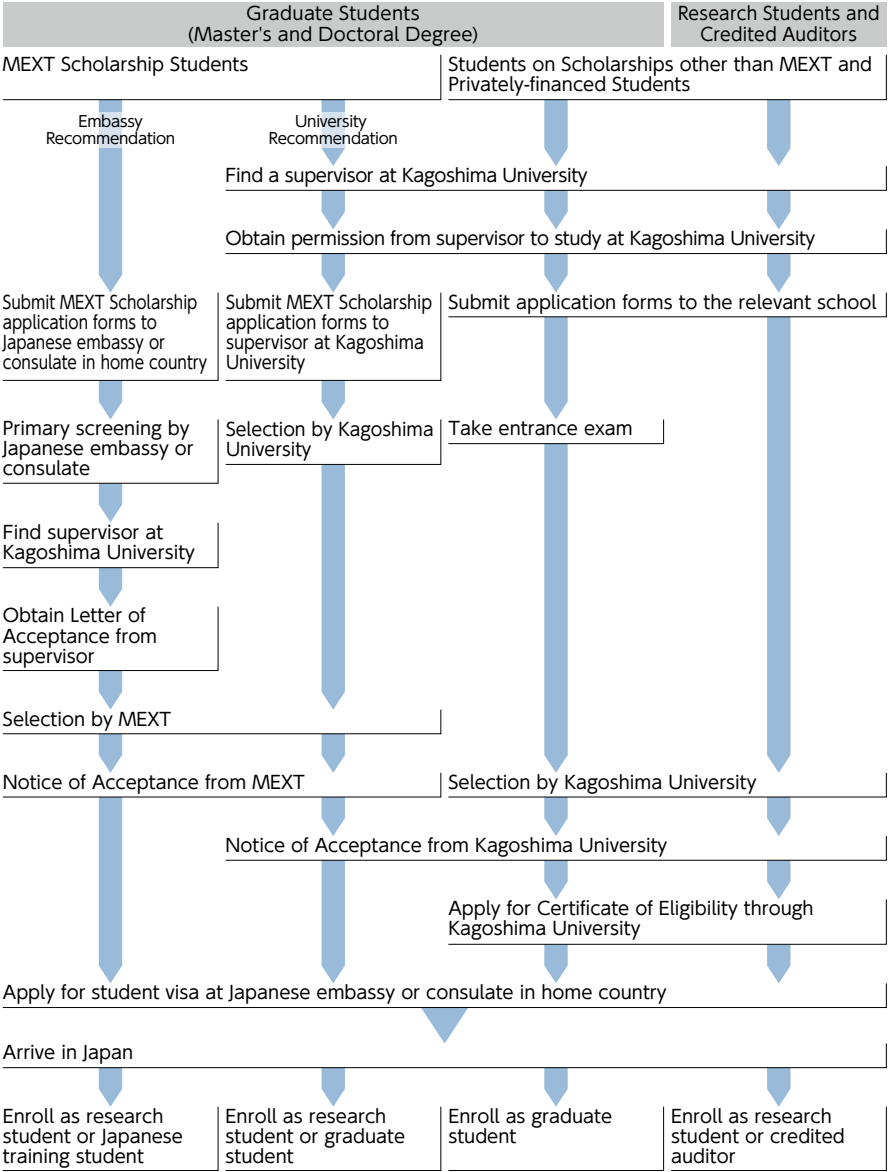 Graduate Students
(Master's and Doctoral Degree)
Research Students and
Credited Auditors
MEXT Scholarship Students
Students on Scholarships other than MEXT and
Privately-financed Students
Embassy
Recommendation
University
Recommendation
Find a supervisor at Kagoshima University
Obtain permission from supervisor to study at Kagoshima University
Submit MEXT Scholarship
application forms to
Japanese embassy or
consulate in home country
Submit MEXT Scholarship
application forms to
supervisor at Kagoshima
University
Submit application forms to the relevant school
Primary screening by
Japanese embassy or
consulate
Selection by Kagoshima
University
Take entrance exam
Find supervisor at
Kagoshima University
Obtain Letter of
Acceptance from
supervisor
Selection by MEXT
Notice of Acceptance from MEXT
Selection by Kagoshima University
Notice of Acceptance from Kagoshima University
Apply for Certificate of Eligibility through
Kagoshima University
Apply for student visa at Japanese embassy or consulate in home country
Arrive in Japan
Enroll as research
student or Japanese
training student
Enroll as research
student or graduate
student
Enroll as graduate
student
Enroll as research
student or credited
auditor